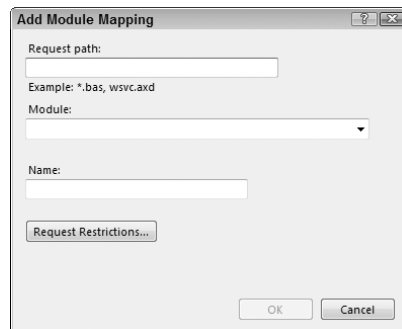 Add Module Mapping
Request path:
Example: *.bas, wsvc.axd
Module:
Name:
Request Restrictions...
OK Cancel